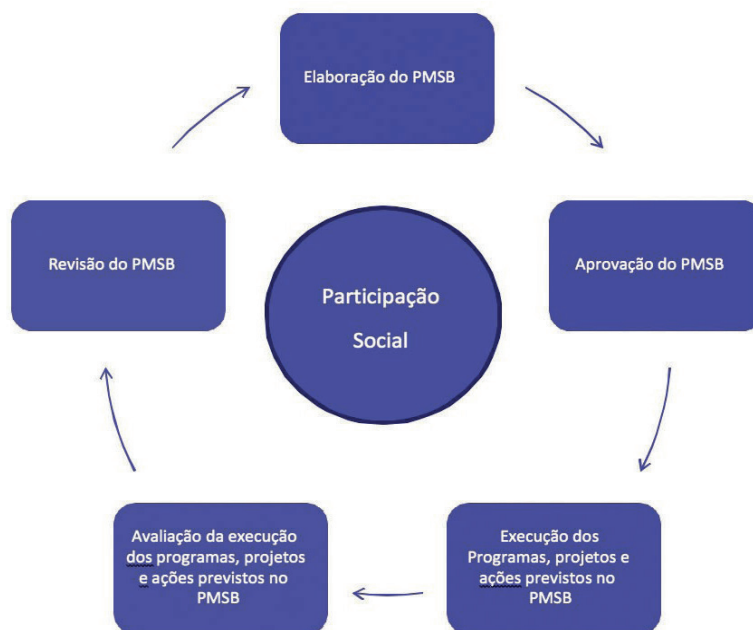 Elaboração do PMSB
Aprovação do PMSB
Execução dos
Programas, projetos e
ações previstos no
PMSB
Avaliação da execução
dos programas, projetos
e ações previstos no
PMSB
Revisão do PMSB
Participação
Social